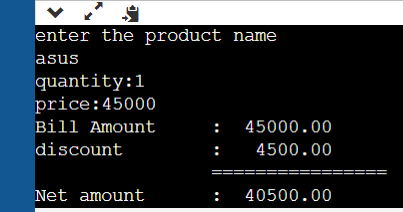 enter the product name
asus
quantity:1
price:45000
Bill Amount     :  45000.00
discount        :   4500.00
                ================
Net amount      :  40500.00